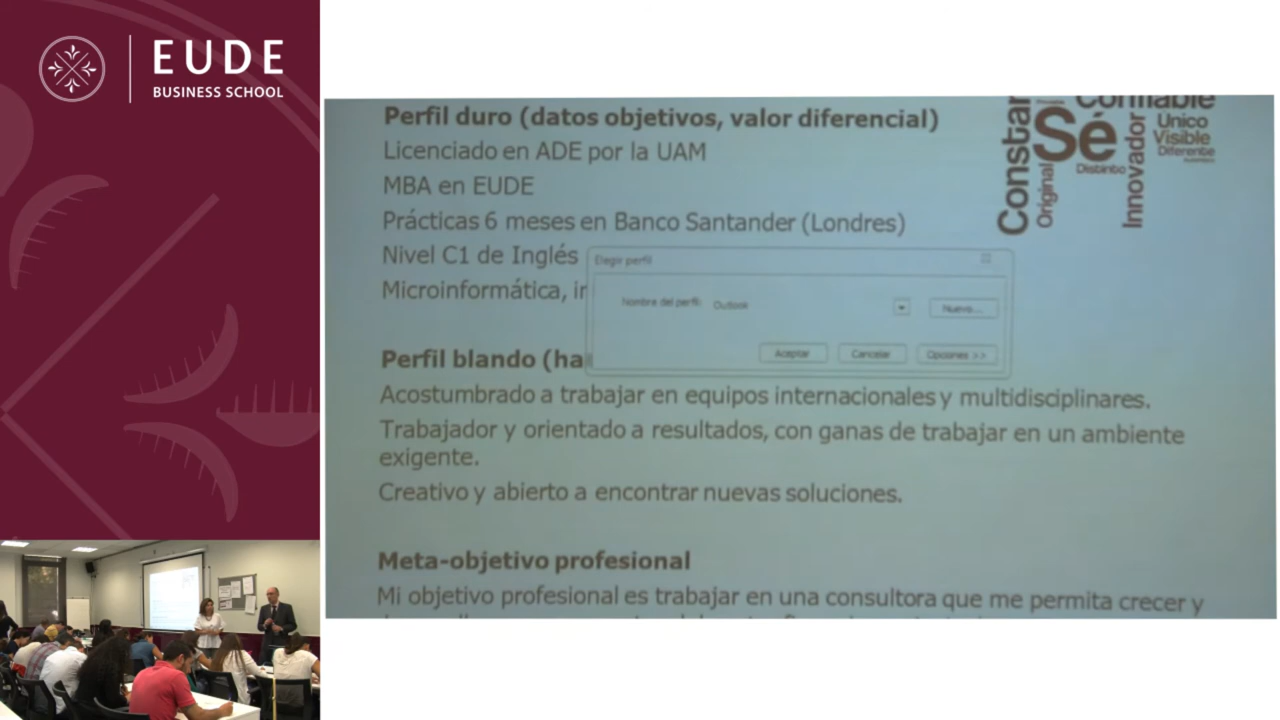 EUDE
BUSINESS SCHOOL
Perfil duro (datos objetivos, valor diferencial)
Licenciado en ADE por la UAM
MBA en EUDE
Prácticas 6 meses en Banco Santander (Londres)
Nivel C1 de Inglés
Microinformática, in
Elegir perfil
Nombre del perfil: Outlook
Nuevo...
Aceptar Cancelar Opciones >>
Perfil blando (ha
Acostumbrado a trabajar en equipos internacionales y multidisciplinares.
Trabajador y orientado a resultados, con ganas de trabajar en un ambiente
exigente.
Creativo y abierto a encontrar nuevas soluciones.
Meta-objetivo profesional
Mi objetivo profesional es trabajar en una consultora que me permita crecer y
Constan
Confiable
Sé
Original
Distinto
Innovador
Unico
Visible
Diferente